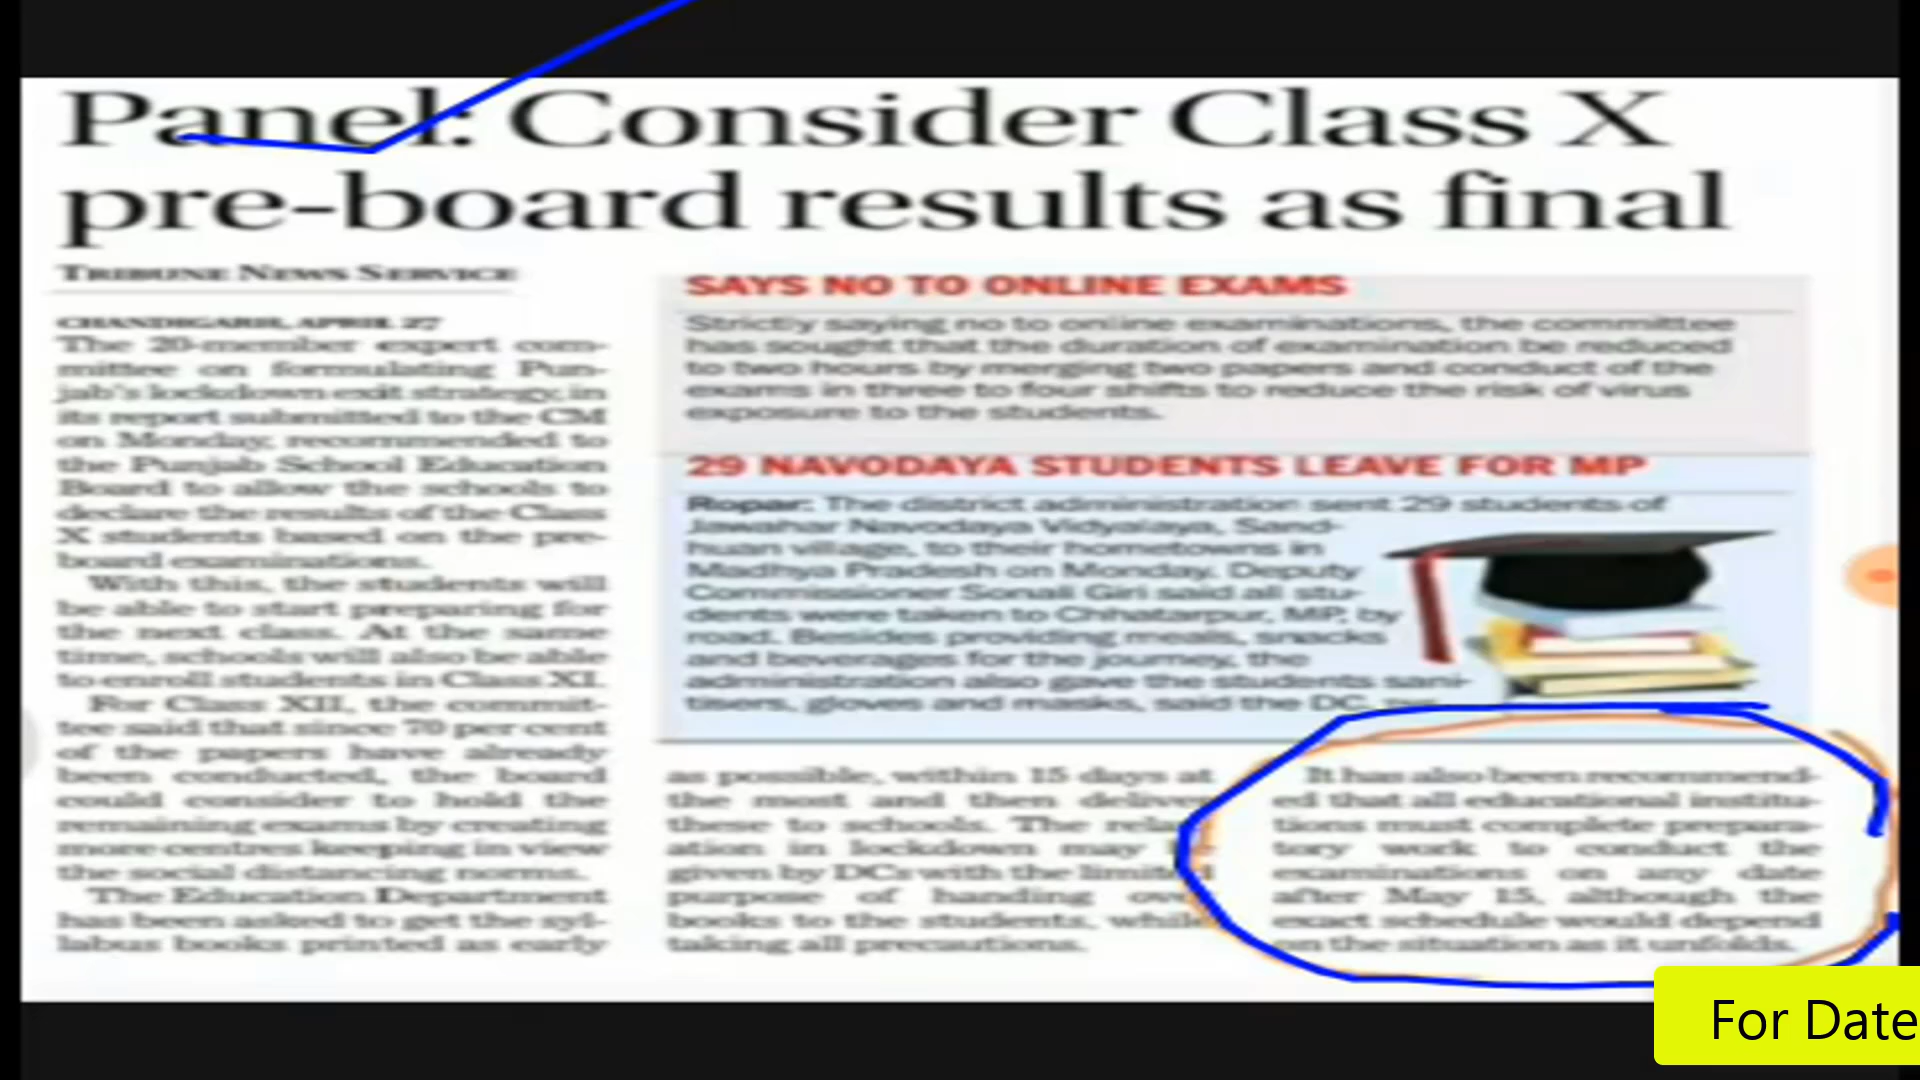 Panel: Consider Class X
pre-board results as final
TRIBUNE NEWS SERVICE
CHANDIGARH, APRIL 27
The 20-member expert com-
mittee on formulating Pun-
jab's lockdown exit strategy, in
its report submitted to the CM
on Monday, recommended to
the Punjab School Education
Board to allow the schools to
declare the results of the Class
X students based on the pre-
board examinations.
With this, the students will
be able to start preparing for
the next class. At the same
time, schools will also be able
to enroll students in Class XI.
For Class XII, the commit-
tee said that since 70 per cent
of the papers have already
been conducted, the board
could consider to hold the
remaining exams by creating
more centres keeping in view
the social distancing norms.
The Education Department
has been asked to get the syl-
labus books printed as early
SAYS NO TO ONLINE EXAMS
Strictly saying no to online examinations, the committee
has sought that the duration of examination be reduced
to two hours by merging two papers and conduct of the
exams in three to four shifts to reduce the risk of virus
exposure to the students.
29 NAVODAYA STUDENTS LEAVE FOR MP
Ropar: The district administration sent 29 students of
Jawahar Navodaya Vidyalaya, Sand-
huan village, to their hometowns in
Madhya Pradesh on Monday. Deputy
Commissioner Sonali Giri said all stu-
dents were taken to Chhatarpur, MP, by
road. Besides providing meals, snacks
and beverages for the journey, the
administration also gave the students sani-
tisers, gloves and masks, said the DC.
as possible, within 15 days at
the most and then deliver
these to schools. The relax-
ation in lockdown may be
given by DCs with the limited
purpose of handing over
books to the students, while
taking all precautions.
It has also been recommend-
ed that all educational institu-
tions must complete prepara-
tory work to conduct the
examinations on any date
after May 15, although the
exact schedule would depend
on the situation as it unfolds.
For Date